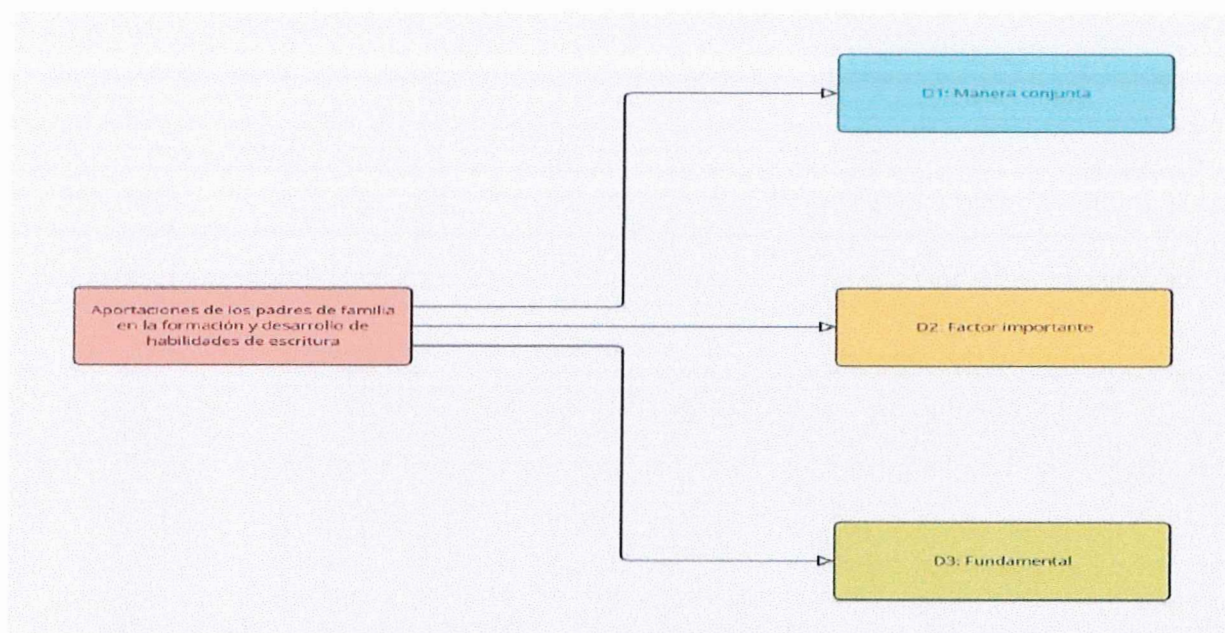 D1: Manera conjunta
Aportaciones de los padres de familia
en la formación y desarrollo de
habilidades de escritura
D2: Factor importante
D3: Fundamental